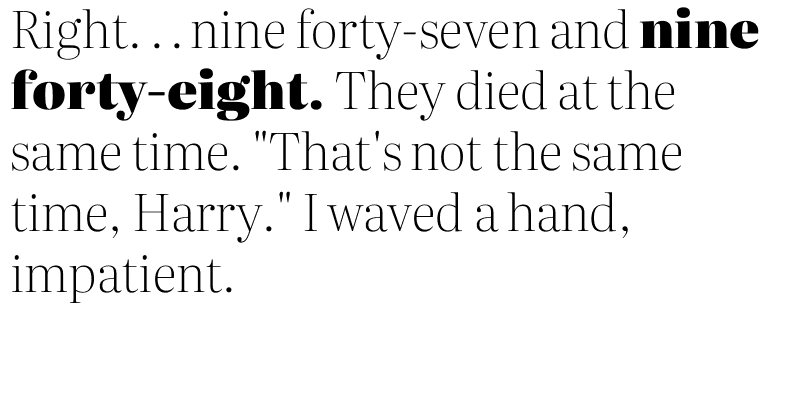 Right. . . nine forty-seven and nine
forty-eight. They died at the
same time. "That's not the same
time, Harry." I waved a hand,
impatient.